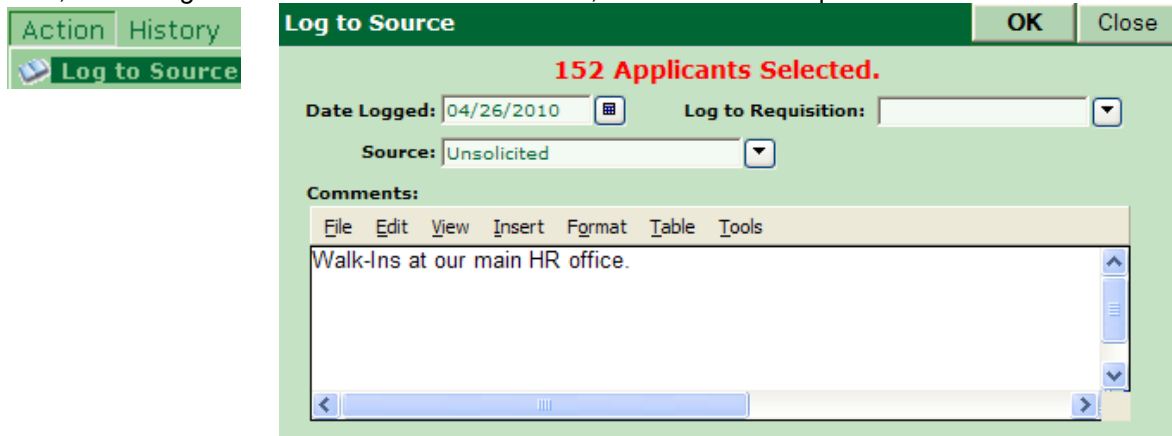 Action History
Log to Source
Log to Source OK Close
152 Applicants Selected.
Date Logged: 04/26/2010 Log to Requisition:
Source: Unsolicited
Comments:
File Edit View Insert Format Table Tools
Walk-Ins at our main HR office.